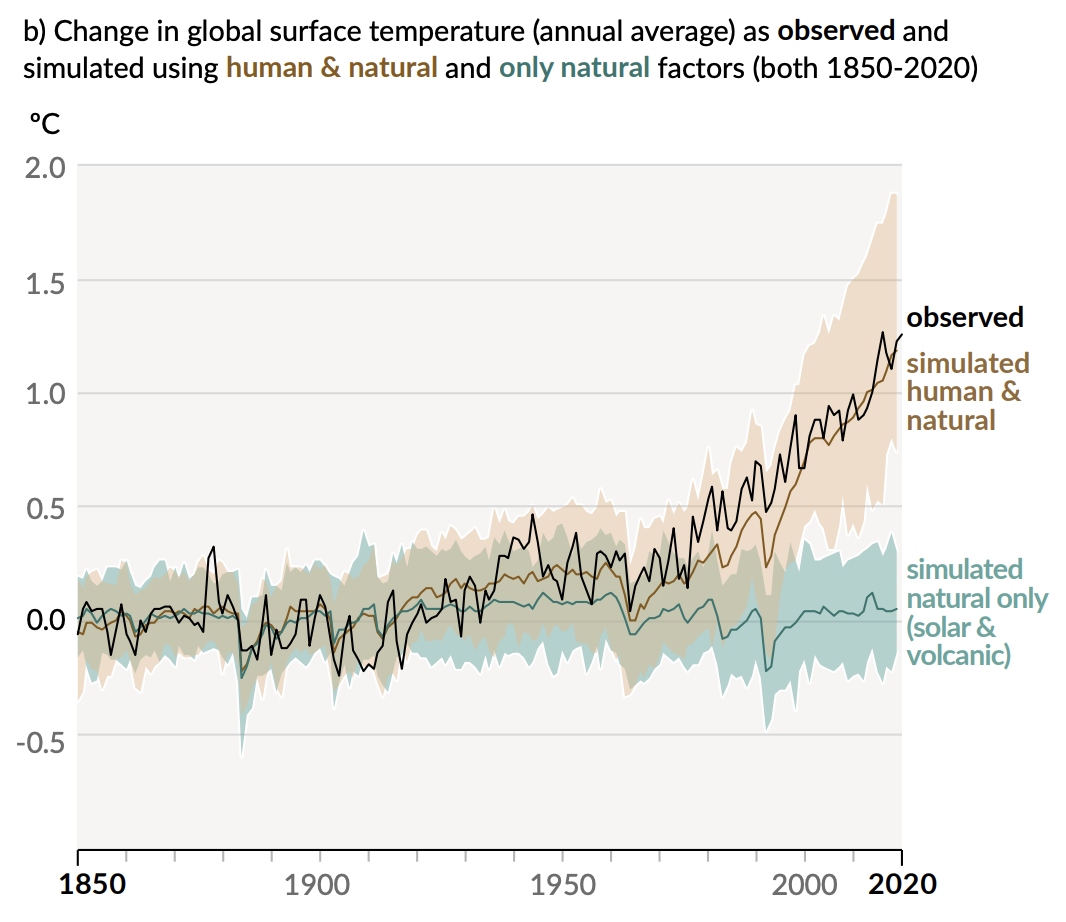 b) Change in global surface temperature (annual average) as observed and
simulated using human & natural and only natural factors (both 1850-2020)
ºC
2.0
1.5
1.0
0.5
0.0
-0.5
observed
simulated
human &
natural
simulated
natural only
(solar &
volcanic)
1850
1900
1950
2000
2020